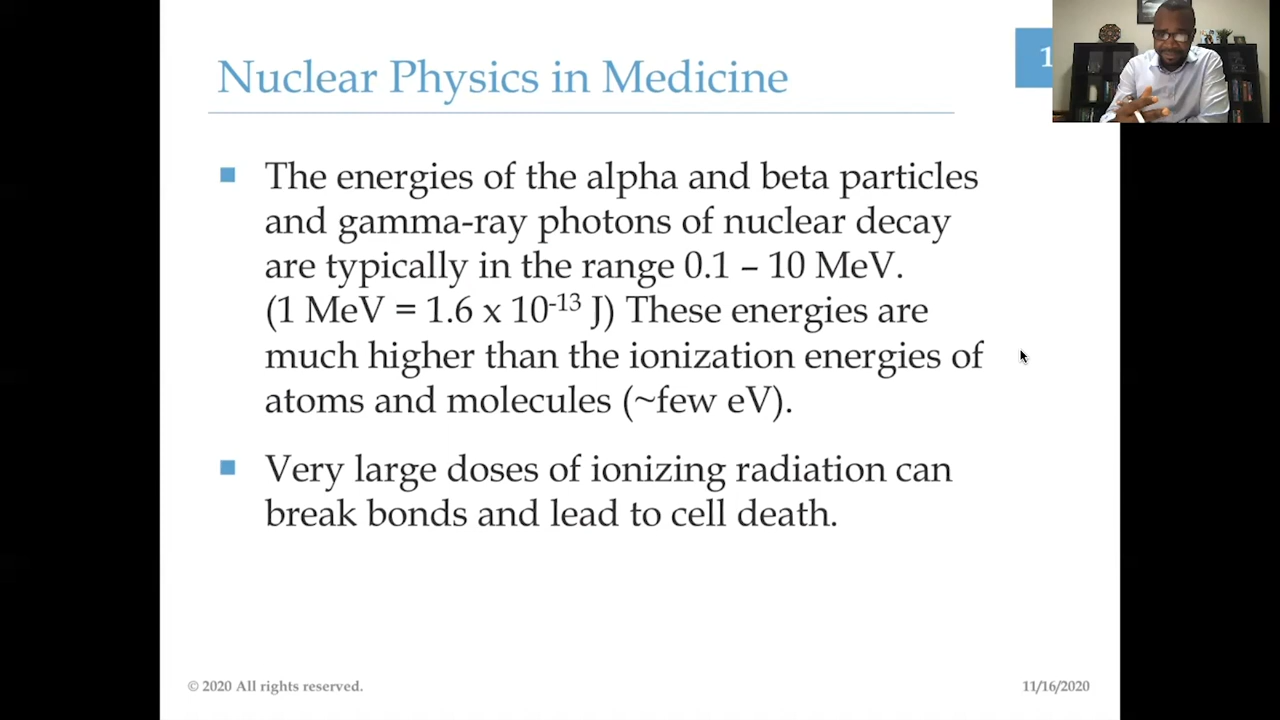 Nuclear Physics in Medicine
1
The energies of the alpha and beta particles
and gamma-ray photons of nuclear decay
are typically in the range 0.1 – 10 MeV.
(1 MeV = 1.6 x 10⁻¹³ J) These energies are
much higher than the ionization energies of
atoms and molecules (~few eV).
Very large doses of ionizing radiation can
break bonds and lead to cell death.
© 2020 All rights reserved.
11/16/2020